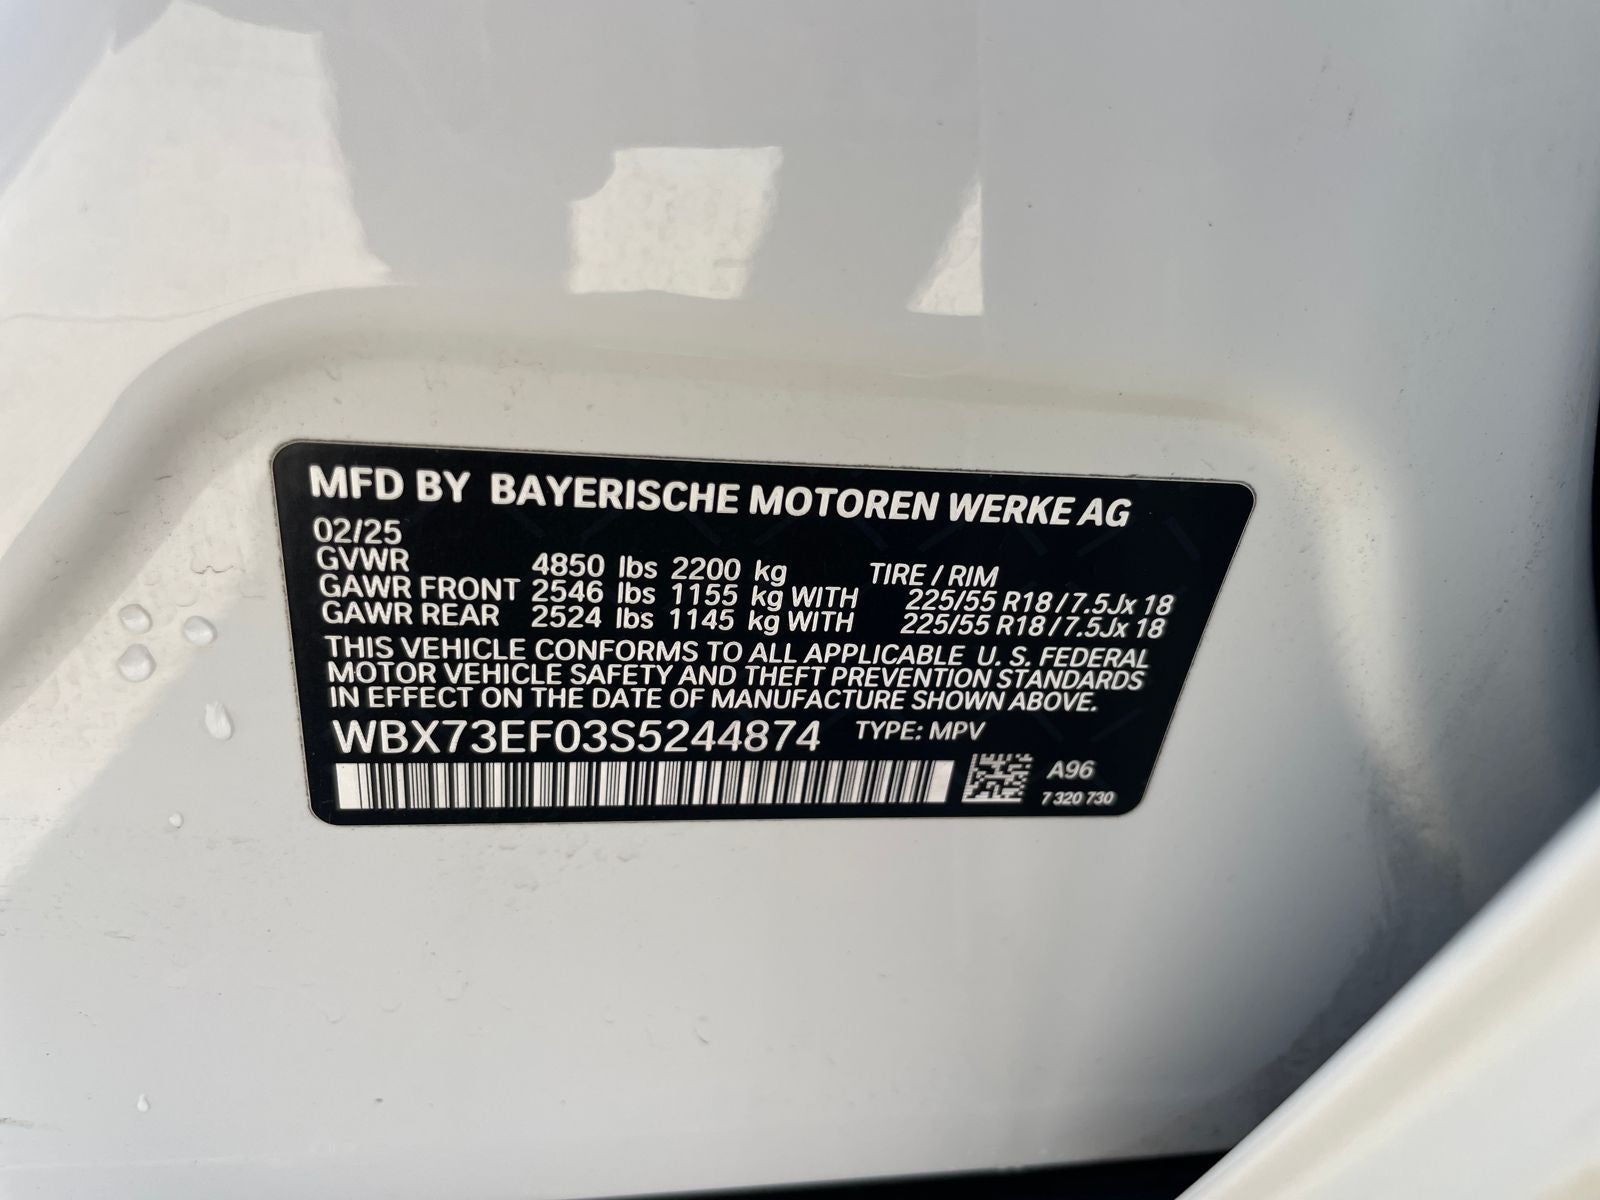 MFD BY BAYERISCHE MOTOREN WERKE AG
02/25
GVWR 4850 lbs 2200 kg TIRE / RIM
GAWR FRONT 2546 lbs 1155 kg WITH 225/55 R18 / 7.5Jx 18
GAWR REAR 2524 lbs 1145 kg WITH 225/55 R18 / 7.5Jx 18
THIS VEHICLE CONFORMS TO ALL APPLICABLE U. S. FEDERAL
MOTOR VEHICLE SAFETY AND THEFT PREVENTION STANDARDS
IN EFFECT ON THE DATE OF MANUFACTURE SHOWN ABOVE.
WBX73EF03S5244874 TYPE: MPV
A96
7 320 730